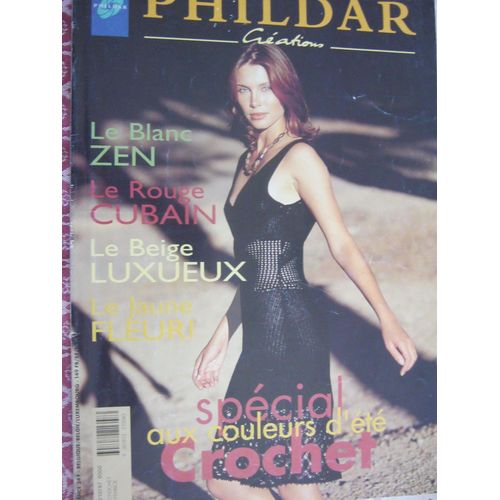 PHILDAR
PHILDAR
Créations
Le Blanc
ZEN
Le Rouge
CUBAIN
Le Beige
LUXUEUX
Le Jaune
FLEURI
spécial
aux couleurs d'été
Crochet